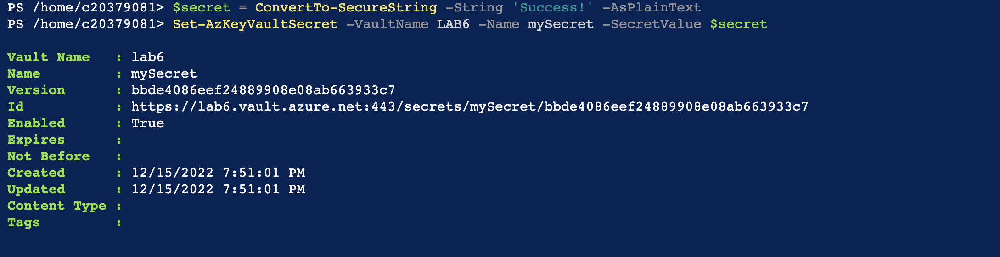 PS /home/c20379081> $secret = ConvertTo-SecureString -String 'Success!' -AsPlainText
PS /home/c20379081> Set-AzKeyVaultSecret -VaultName LAB6 -Name mySecret -SecretValue $secret
Vault Name   : lab6
Name         : mySecret
Version      : bbde4086eef24889908e08ab663933c7
Id           : https://lab6.vault.azure.net:443/secrets/mySecret/bbde4086eef24889908e08ab663933c7
Enabled      : True
Expires      :
Not Before   :
Created      : 12/15/2022 7:51:01 PM
Updated      : 12/15/2022 7:51:01 PM
Content Type :
Tags         :